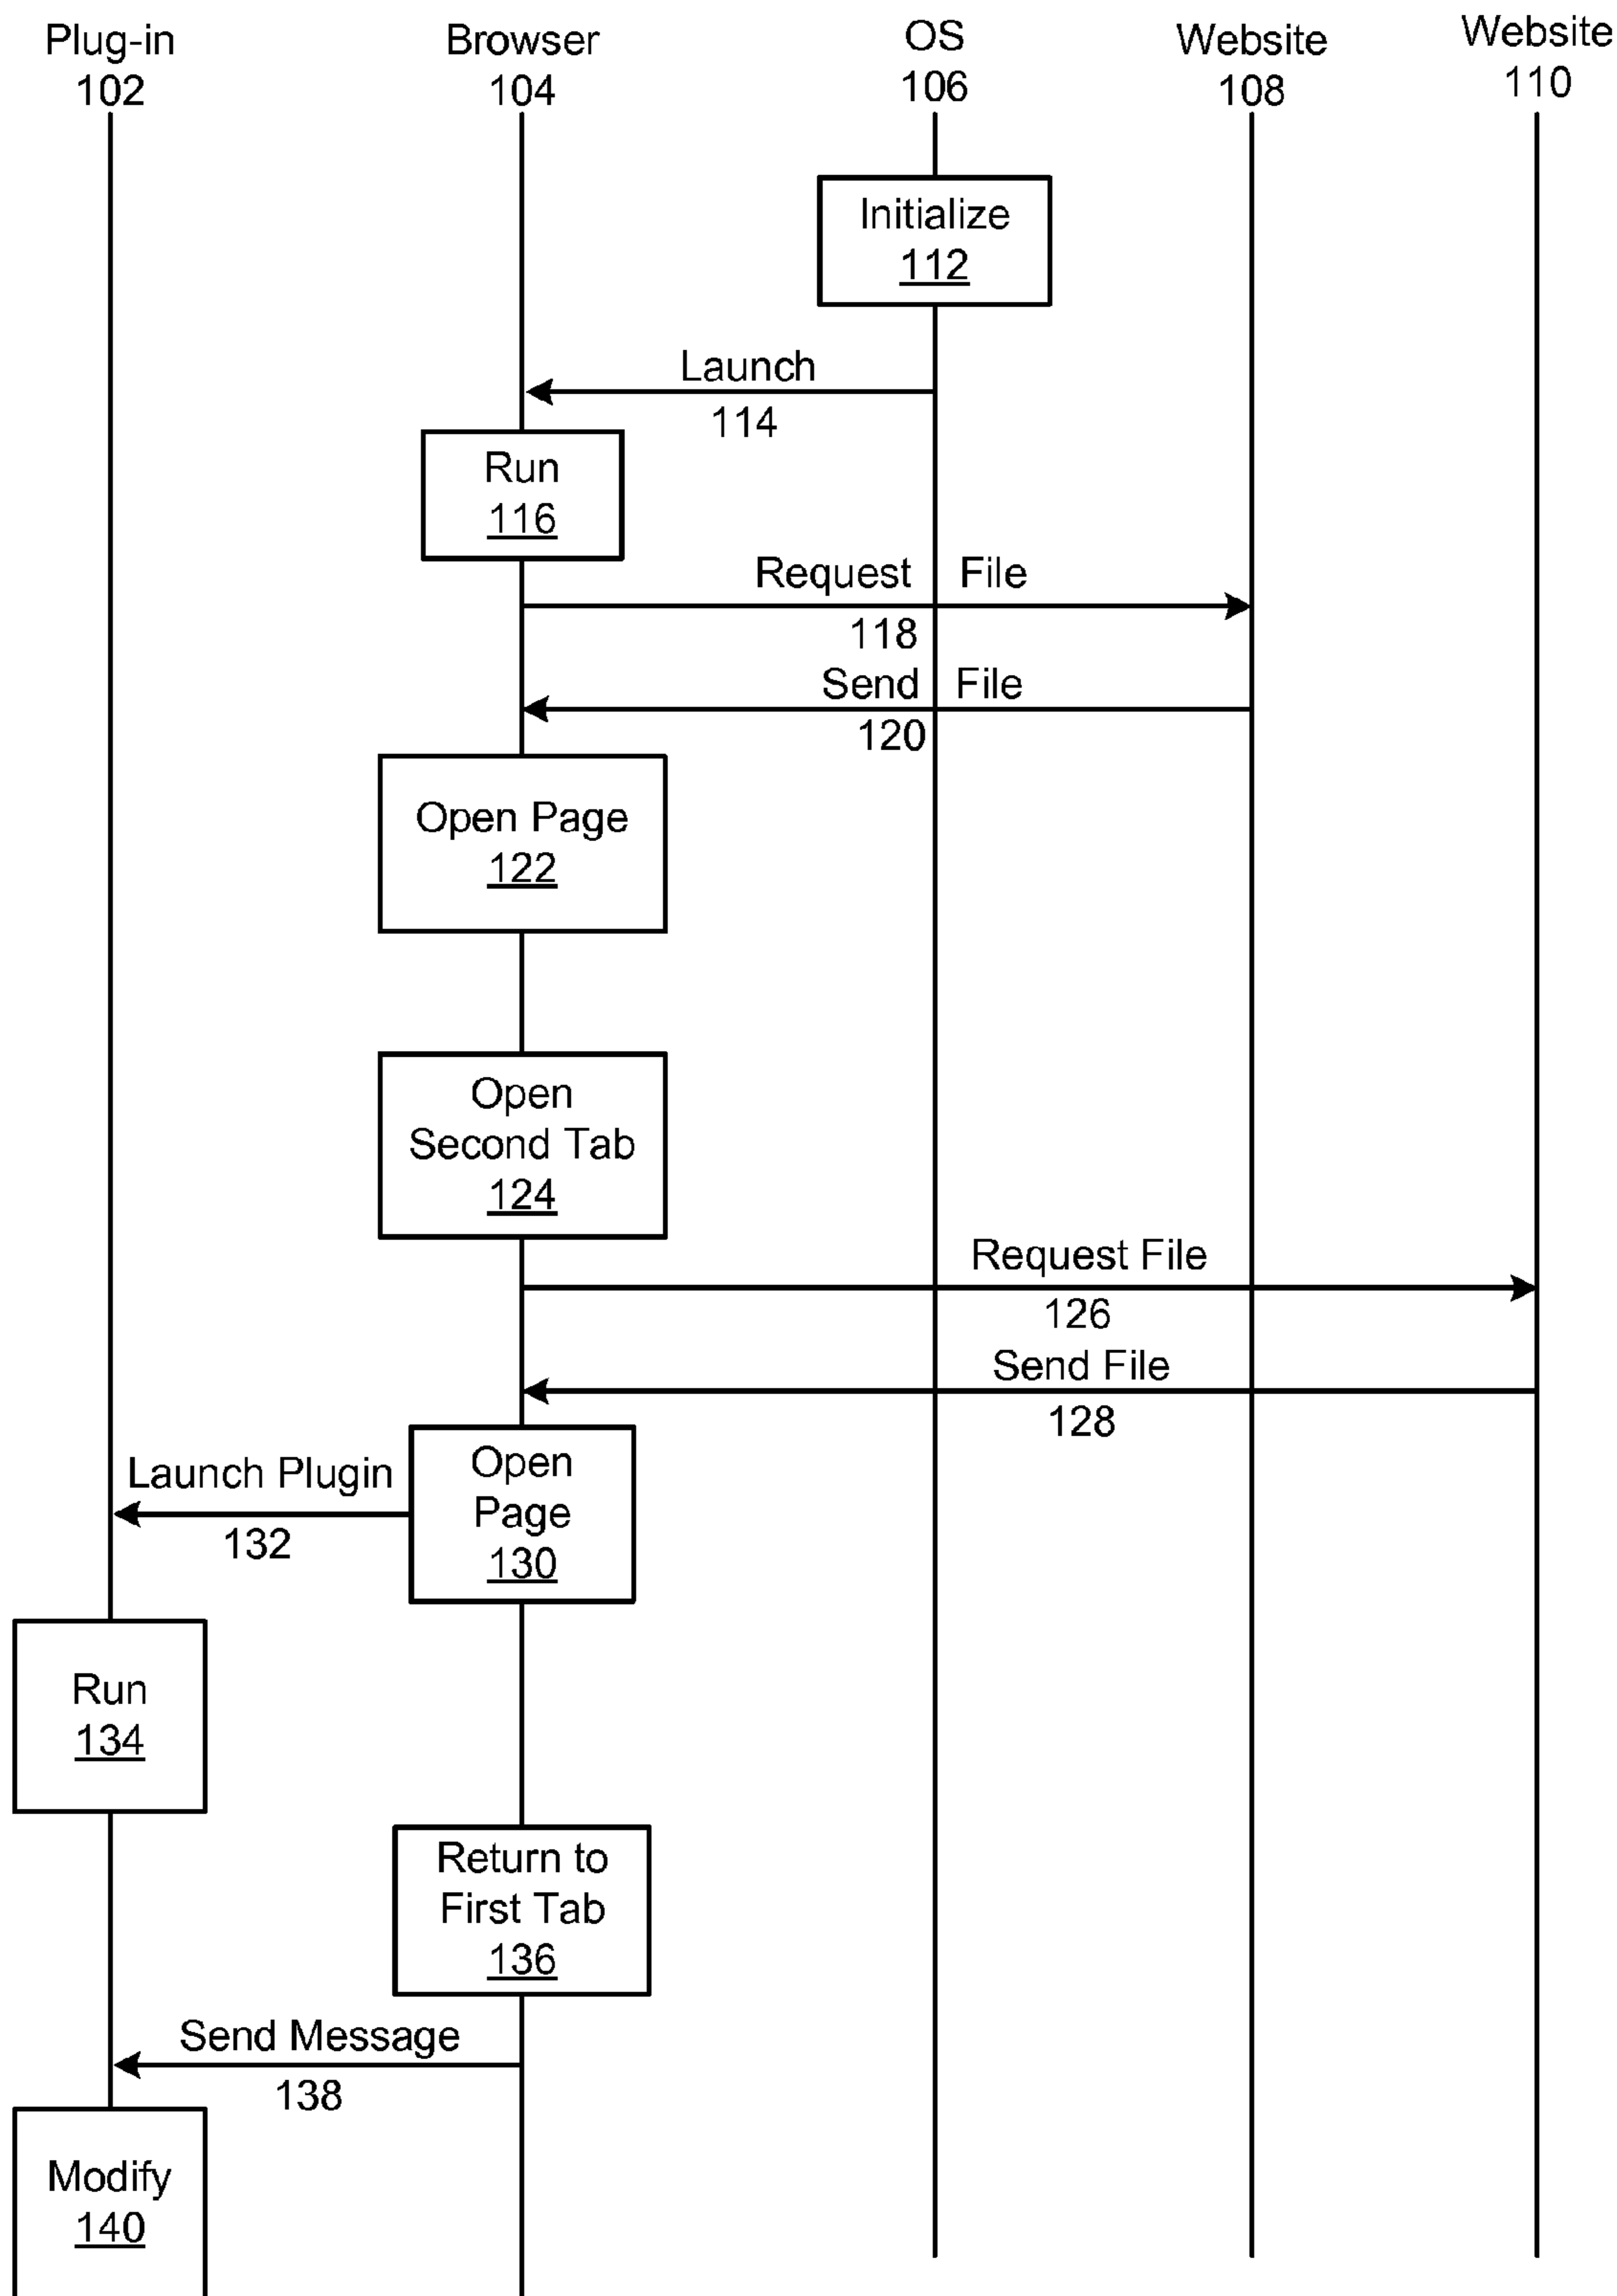 Plug-in
102
Browser
104
OS
106
Website
108
Website
110
Initialize
112
Launch
114
Run
116
Request File
118
Send File
120
Open Page
122
Open
Second Tab
124
Request File
126
Send File
128
Open
Page
130
Launch Plugin
132
Run
134
Return to
First Tab
136
Send Message
138
Modify
140